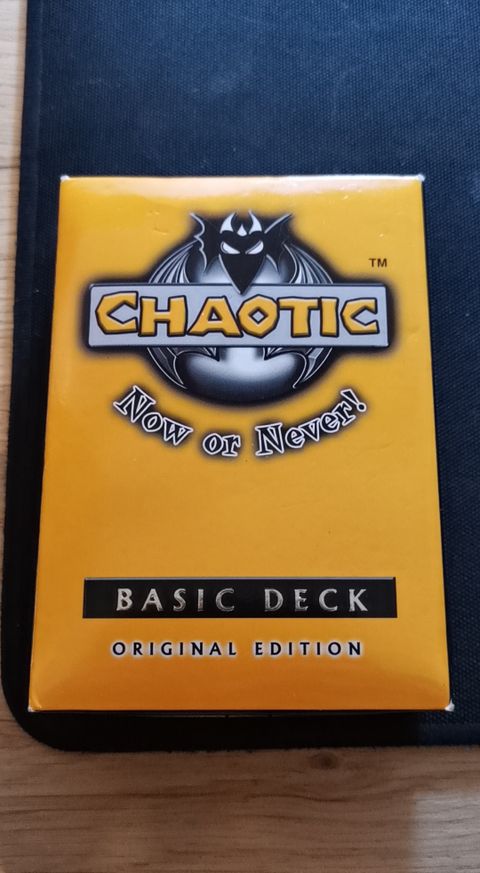 TM
CHAOTIC
Now or Never!
BASIC DECK
ORIGINAL EDITION